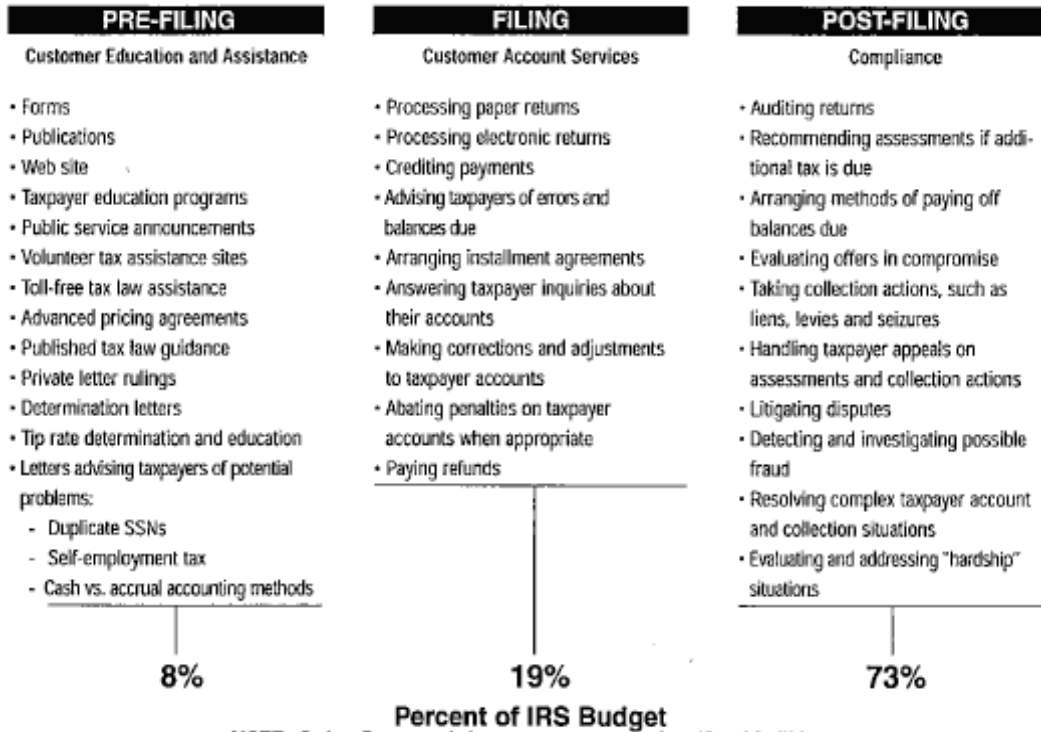 PRE-FILING
Customer Education and Assistance
• Forms
• Publications
• Web site
• Taxpayer education programs
• Public service announcements
• Volunteer tax assistance sites
• Toll-free tax law assistance
• Advanced pricing agreements
• Published tax law guidance
• Private letter rulings
• Determination letters
• Tip rate determination and education
• Letters advising taxpayers of potential
problems:
- Duplicate SSNs
- Self-employment tax
- Cash vs. accrual accounting methods
8%
FILING
Customer Account Services
• Processing paper returns
• Processing electronic returns
• Crediting payments
• Advising taxpayers of errors and
balances due
• Arranging installment agreements
• Answering taxpayer inquiries about
their accounts
• Making corrections and adjustments
to taxpayer accounts
• Abating penalties on taxpayer
accounts when appropriate
• Paying refunds
19%
POST-FILING
Compliance
• Auditing returns
• Recommending assessments if addi-
tional tax is due
• Arranging methods of paying off
balances due
• Evaluating offers in compromise
• Taking collection actions, such as
liens, levies and seizures
• Handling taxpayer appeals on
assessments and collection actions
• Litigating disputes
• Detecting and investigating possible
fraud
• Resolving complex taxpayer account
and collection situations
• Evaluating and addressing "hardship"
situations
73%
Percent of IRS Budget